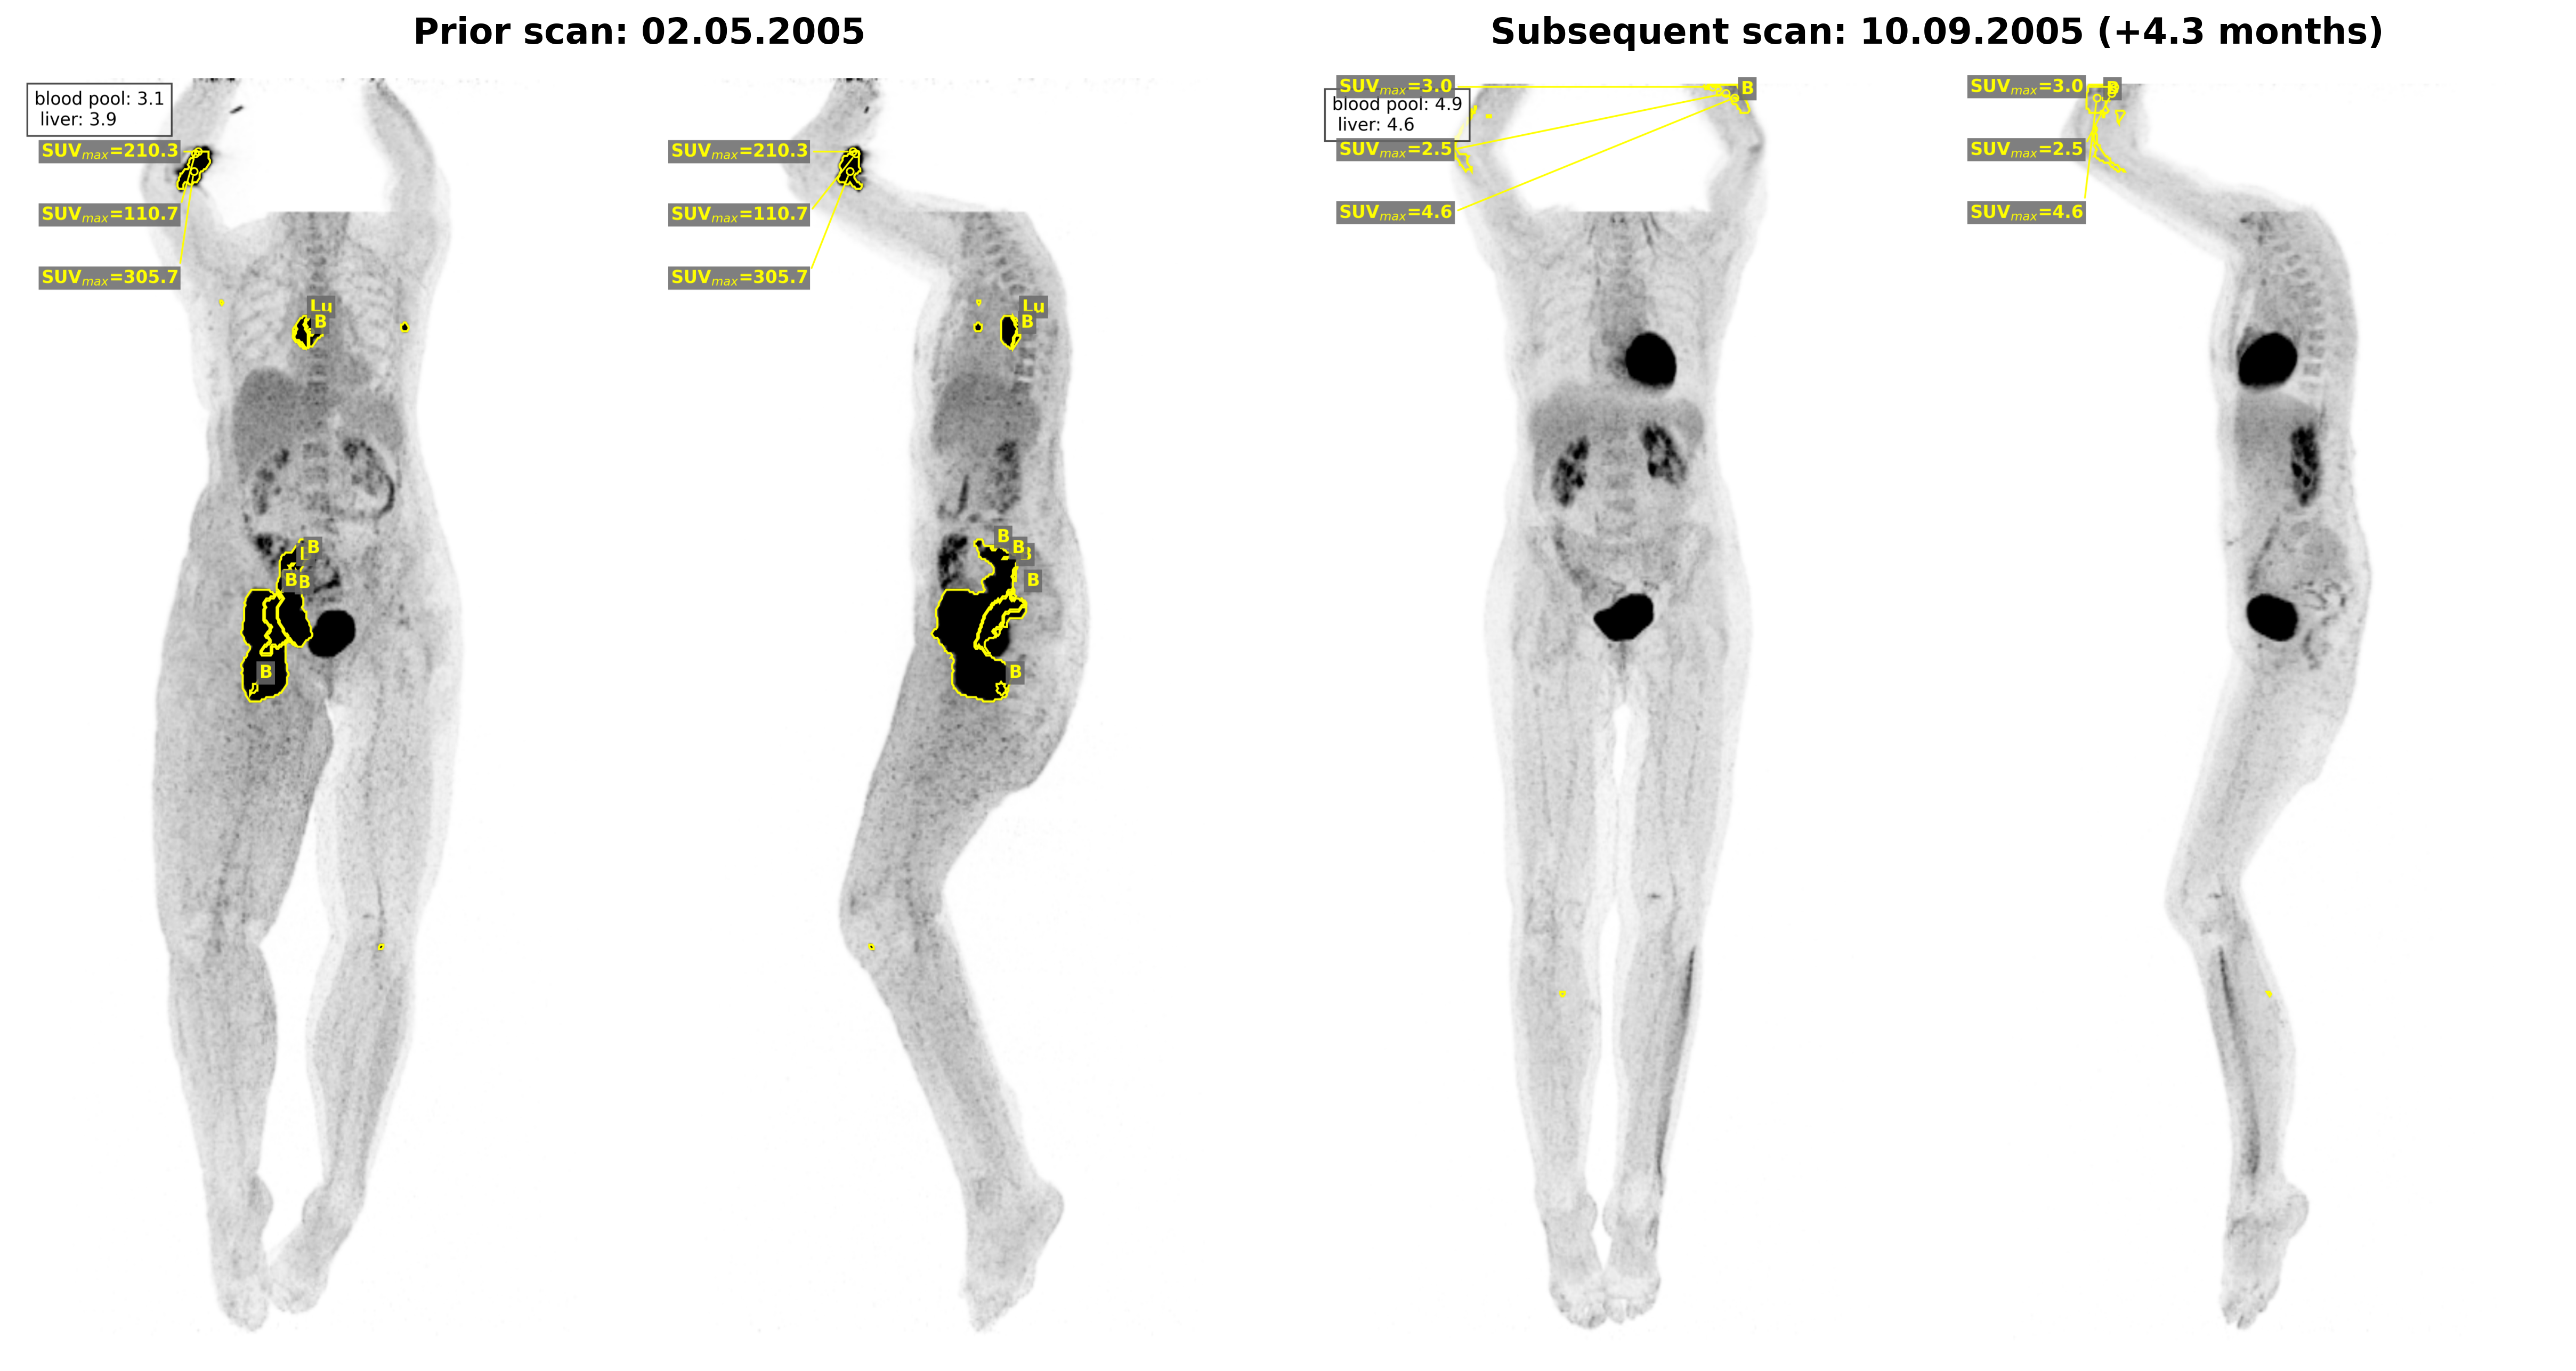 Prior scan: 02.05.2005
Subsequent scan: 10.09.2005 (+4.3 months)
blood pool: 3.1
liver: 3.9
SUVmax=210.3
SUVmax=110.7
SUVmax=305.7
Lu
B
B
B
B
B
SUVmax=210.3
SUVmax=110.7
SUVmax=305.7
Lu
B
B
B
B
B
SUVmax=3.0
blood pool: 4.9
liver: 4.6
SUVmax=2.5
SUVmax=4.6
B
SUVmax=3.0
SUVmax=2.5
SUVmax=4.6